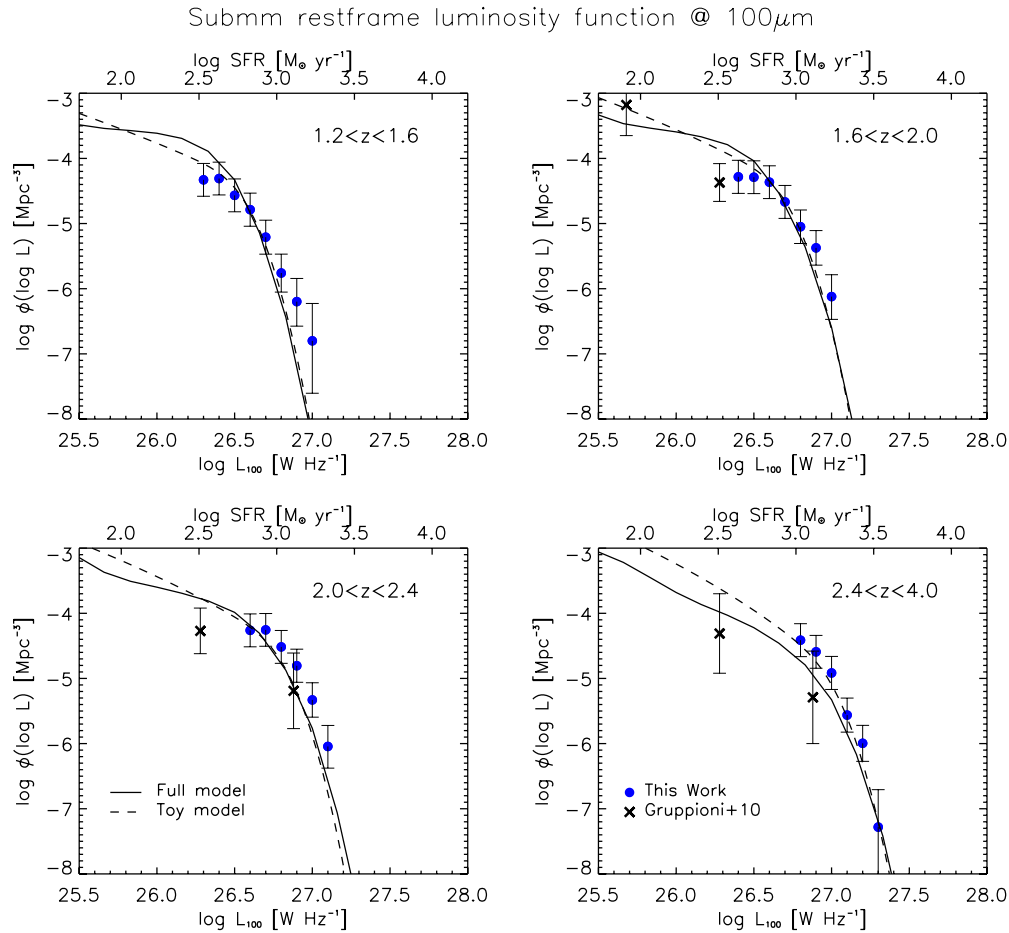 Submm restframe luminosity function @ 100μm
log SFR [M⊙ yr⁻¹]
2.0 2.5 3.0 3.5 4.0
log φ(log L) [Mpc⁻³]
−3
−4
−5
−6
−7
−8
1.2<z<1.6
25.5 26.0 26.5 27.0 27.5 28.0
log L₁₀₀ [W Hz⁻¹]
log SFR [M⊙ yr⁻¹]
2.0 2.5 3.0 3.5 4.0
log φ(log L) [Mpc⁻³]
−3
−4
−5
−6
−7
−8
1.6<z<2.0
25.5 26.0 26.5 27.0 27.5 28.0
log L₁₀₀ [W Hz⁻¹]
log SFR [M⊙ yr⁻¹]
2.0 2.5 3.0 3.5 4.0
log φ(log L) [Mpc⁻³]
−3
−4
−5
−6
−7
−8
2.0<z<2.4
Full model
Toy model
25.5 26.0 26.5 27.0 27.5 28.0
log L₁₀₀ [W Hz⁻¹]
log SFR [M⊙ yr⁻¹]
2.0 2.5 3.0 3.5 4.0
log φ(log L) [Mpc⁻³]
−3
−4
−5
−6
−7
−8
2.4<z<4.0
This Work
Gruppioni+10
25.5 26.0 26.5 27.0 27.5 28.0
log L₁₀₀ [W Hz⁻¹]